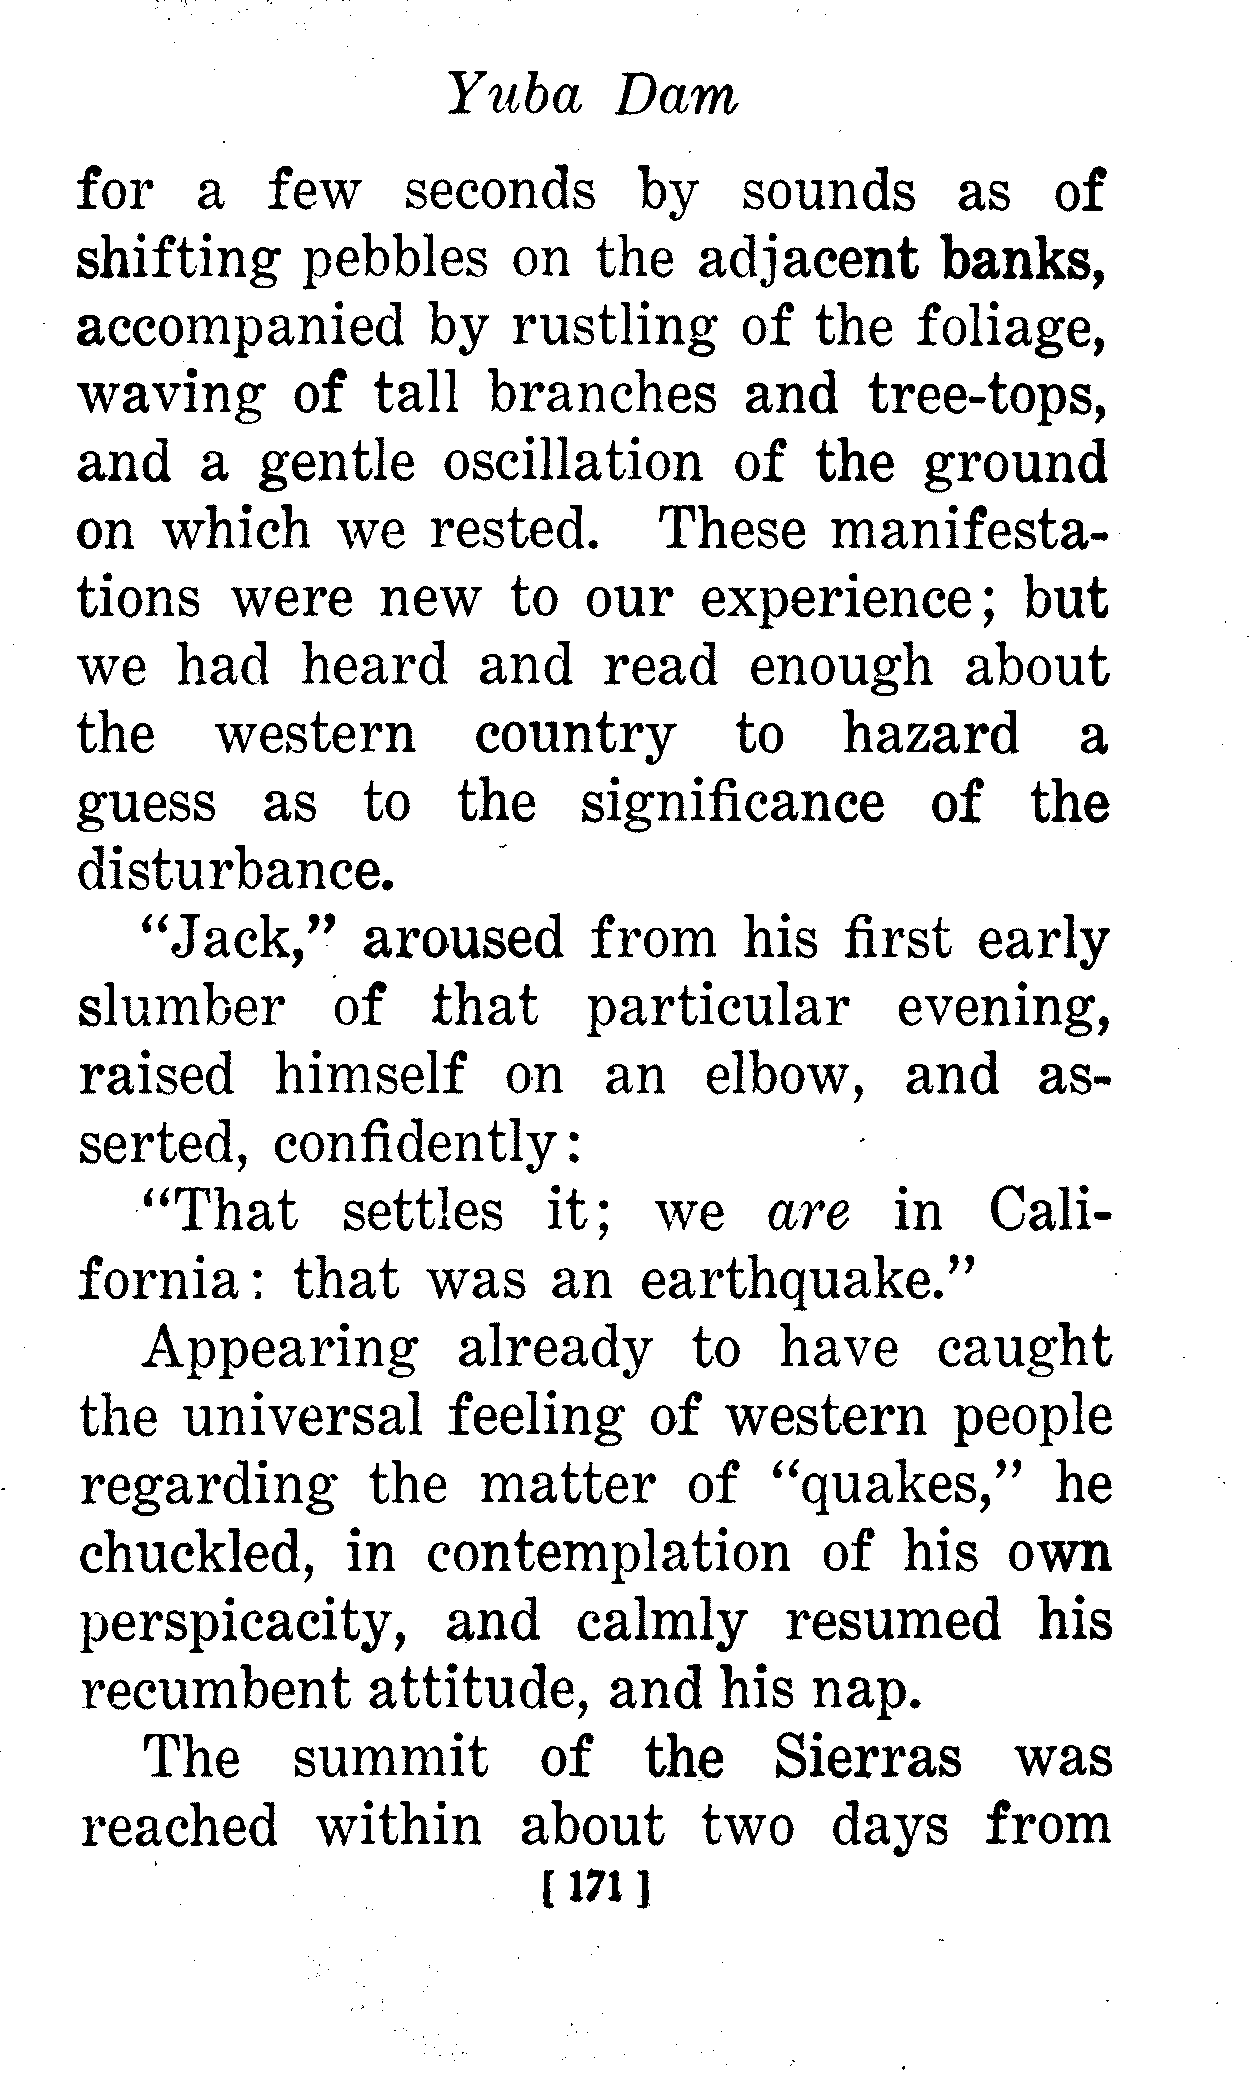 Yuba Dam
for a few seconds by sounds as of
shifting pebbles on the adjacent banks,
accompanied by rustling of the foliage,
waving of tall branches and tree-tops,
and a gentle oscillation of the ground
on which we rested. These manifesta-
tions were new to our experience; but
we had heard and read enough about
the western country to hazard a
guess as to the significance of the
disturbance.
“Jack,” aroused from his first early
slumber of that particular evening,
raised himself on an elbow, and as-
serted, confidently:
“That settles it; we are in Cali-
fornia: that was an earthquake.”
Appearing already to have caught
the universal feeling of western people
regarding the matter of “quakes,” he
chuckled, in contemplation of his own
perspicacity, and calmly resumed his
recumbent attitude, and his nap.
The summit of the Sierras was
reached within about two days from
[ 171 ]